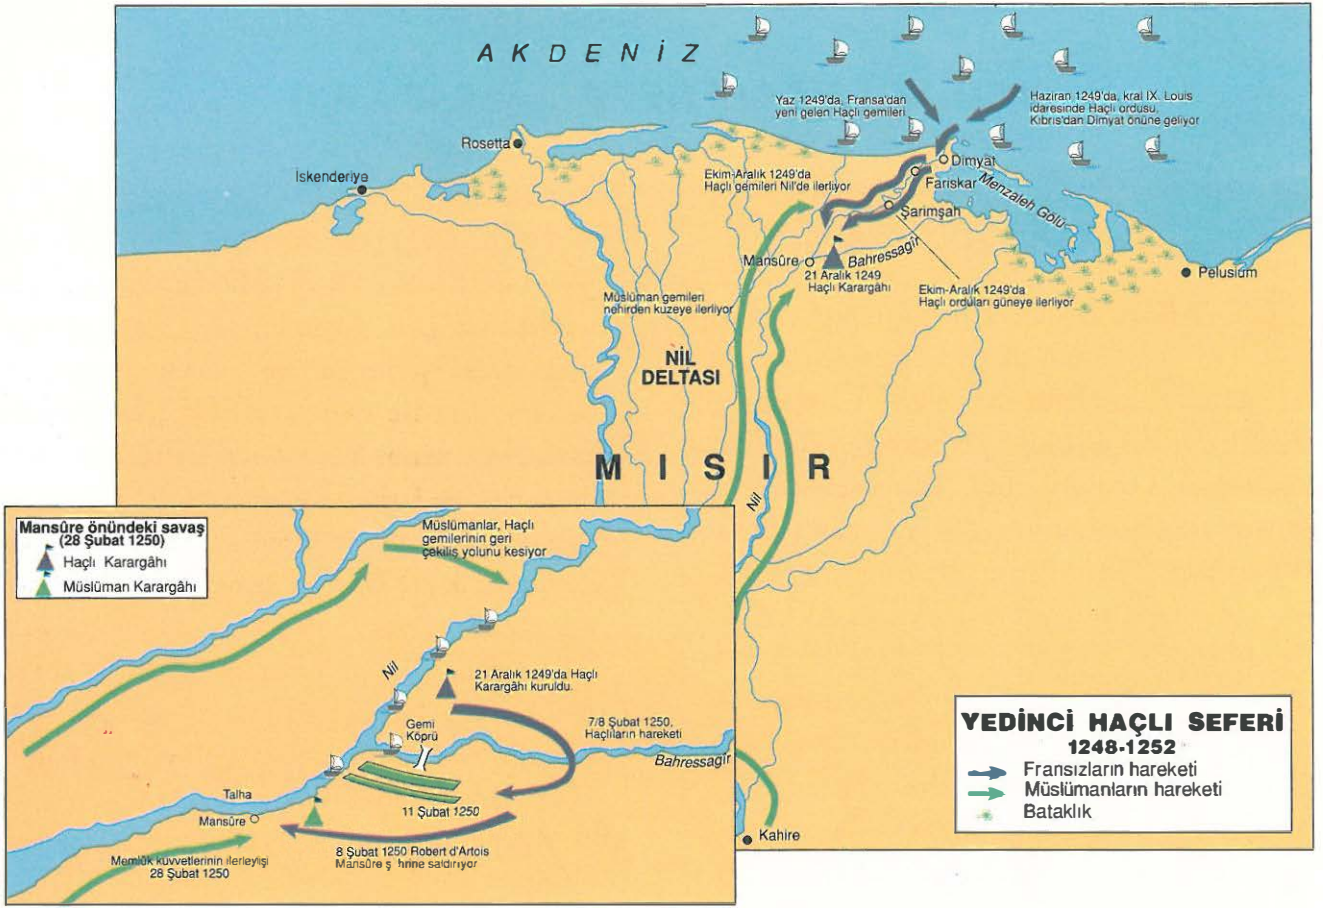 AKDENİZ
Yaz 1249'da, Fransa'dan
yeni gelen Haçlı gemileri
Haziran 1249'da, kral IX. Louis
idaresinde Haçlı ordusu,
Kıbrıs'dan Dimyat önüne geliyor
Rosetta
İskenderiye
Ekim-Aralık 1249'da
Haçlı gemileri Nil'de ilerliyor
Dimyat
Fariskar
Menzaleh Gölü
Şarimşah
Mansûre
Bahressagîr
21 Aralık 1249
Haçlı Karargâhı
Pelusium
Ekim-Aralık 1249'da
Haçlı orduları güneye ilerliyor
Müslüman gemileri
nehirden kuzeye ilerliyor
NİL
DELTASI
MISIR
Nil
Mansûre önündeki savaş
(28 Şubat 1250)
Haçlı Karargâhı
Müslüman Karargâhı
Müslümanlar, Haçlı
gemilerinin geri
çekiliş yolunu kesiyor
Nil
21 Aralık 1249'da Haçlı
Karargâhı kuruldu.
Gemi
Köprü
7/8 Şubat 1250,
Haçlıların hareketi
Bahressagîr
Talha
Mansûre
11 Şubat 1250
8 Şubat 1250 Robert d'Artois
Mansûre ş hrine saldırıyor
Memlûk kuvvetlerinin ilerleyişi
28 Şubat 1250
YEDİNCİ HAÇLI SEFERİ
1248-1252
Fransızların hareketi
Müslümanların hareketi
Bataklık
Kahire